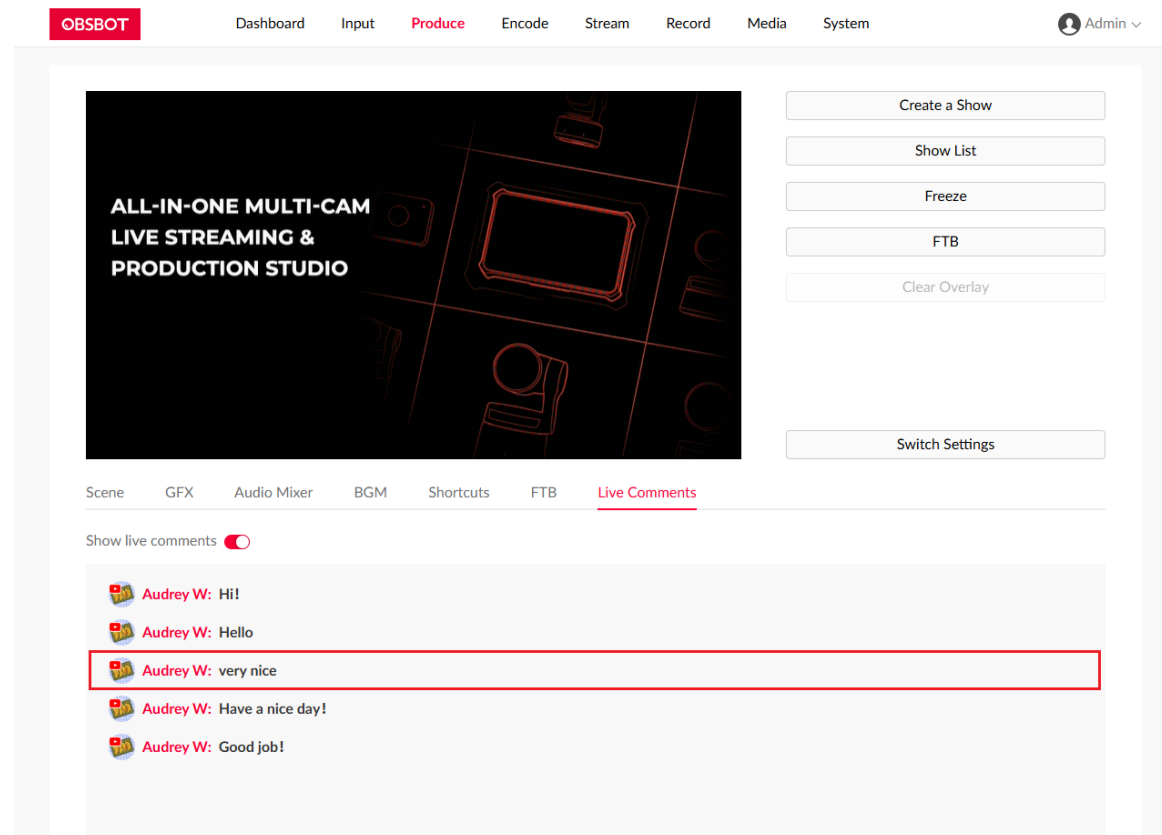 OBSBOT Dashboard Input Produce Encode Stream Record Media System Admin
ALL-IN-ONE MULTI-CAM
LIVE STREAMING &
PRODUCTION STUDIO
Create a Show
Show List
Freeze
FTB
Clear Overlay
Switch Settings
Scene GFX Audio Mixer BGM Shortcuts FTB Live Comments
Show live comments
Audrey W: Hi!
Audrey W: Hello
Audrey W: very nice
Audrey W: Have a nice day!
Audrey W: Good job!